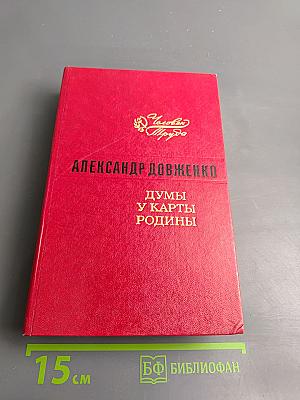 Человек
Труда
АЛЕКСАНДР ДОВЖЕНКО
ДУМЫ
У КАРТЫ
РОДИНЫ
15 см
БФ БИБЛИОФАН